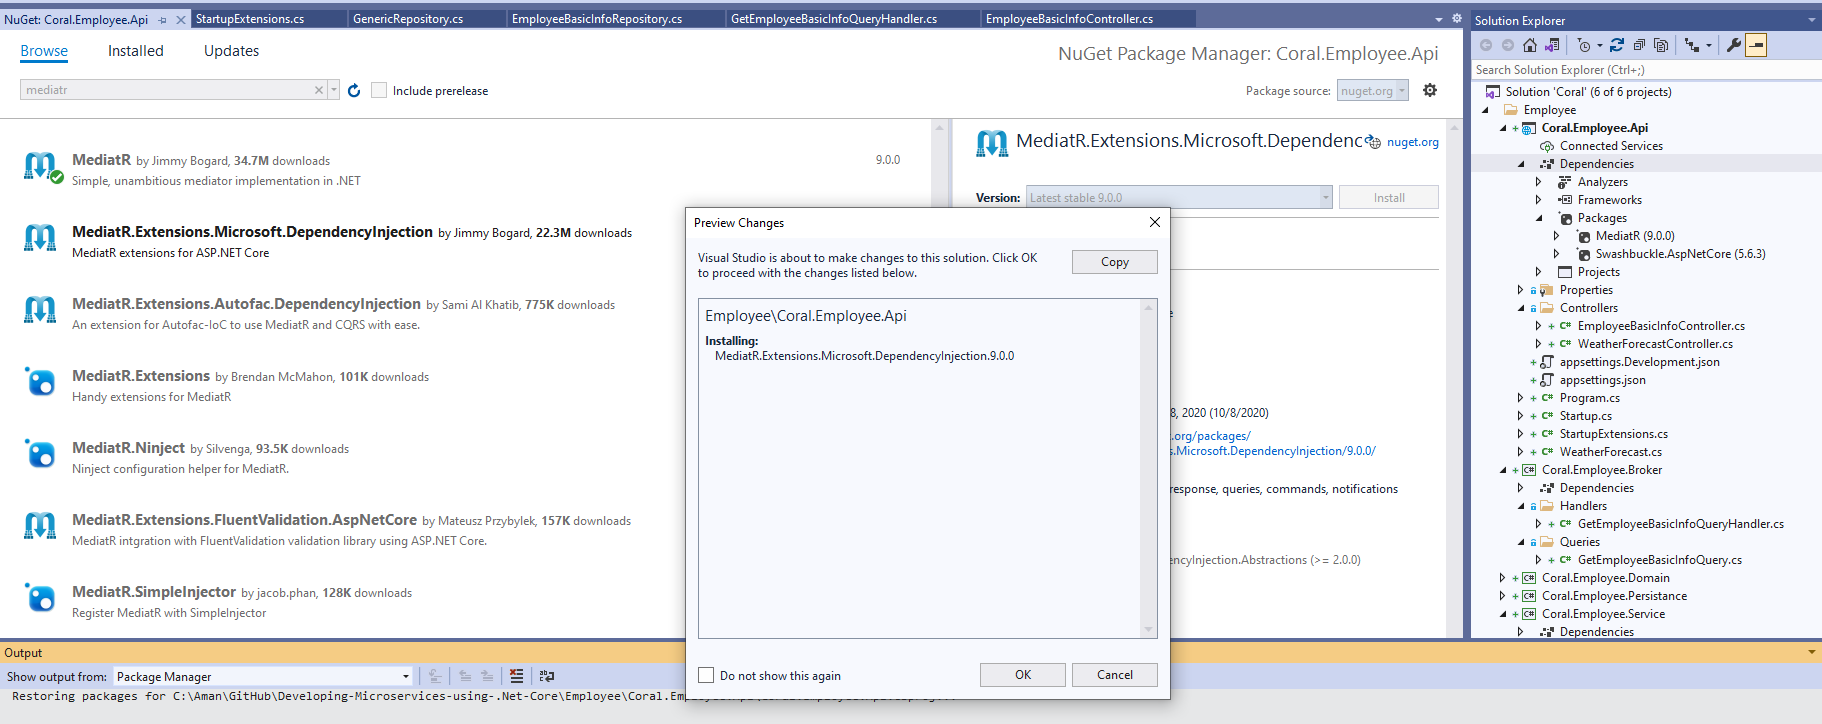 NuGet: Coral.Employee.Api
StartupExtensions.cs
GenericRepository.cs
EmployeeBasicInfoRepository.cs
GetEmployeeBasicInfoQueryHandler.cs
EmployeeBasicInfoController.cs
Browse
Installed
Updates
NuGet Package Manager: Coral.Employee.Api
mediatr
Include prerelease
Package source:
nuget.org
MediatR by Jimmy Bogard, 34.7M downloads
9.0.0
Simple, unambitious mediator implementation in .NET
MediatR.Extensions.Microsoft.DependencyInjection by Jimmy Bogard, 22.3M downloads
MediatR extensions for ASP.NET Core
MediatR.Extensions.Autofac.DependencyInjection by Sami Al Khatib, 775K downloads
An extension for Autofac-IoC to use MediatR and CQRS with ease.
MediatR.Extensions by Brendan McMahon, 101K downloads
Handy extensions for MediatR
MediatR.Ninject by Silvenga, 93.5K downloads
Ninject configuration helper for MediatR.
MediatR.Extensions.FluentValidation.AspNetCore by Mateusz Przybylek, 157K downloads
MediatR intgration with FluentValidation validation library using ASP.NET Core.
MediatR.SimpleInjector by jacob.phan, 128K downloads
Register MediatR with SimpleInjector
MediatR.Extensions.Microsoft.Dependenc
nuget.org
Version:
Latest stable 9.0.0
Install
8, 2020 (10/8/2020)
.org/packages/
s.Microsoft.DependencyInjection/9.0.0/
response, queries, commands, notifications
ncyInjection.Abstractions (>= 2.0.0)
Preview Changes
Visual Studio is about to make changes to this solution. Click OK
to proceed with the changes listed below.
Copy
Employee\Coral.Employee.Api
Installing:
MediatR.Extensions.Microsoft.DependencyInjection.9.0.0
Do not show this again
OK
Cancel
Output
Show output from:
Package Manager
Restoring packages for C:\Aman\GitHub\Developing-Microservices-using-.Net-Core\Employee\Coral.Em
Solution Explorer
Search Solution Explorer (Ctrl+;)
Solution 'Coral' (6 of 6 projects)
Employee
Coral.Employee.Api
Connected Services
Dependencies
Analyzers
Frameworks
Packages
MediatR (9.0.0)
Swashbuckle.AspNetCore (5.6.3)
Projects
Properties
Controllers
EmployeeBasicInfoController.cs
WeatherForecastController.cs
appsettings.Development.json
appsettings.json
Program.cs
Startup.cs
StartupExtensions.cs
WeatherForecast.cs
Coral.Employee.Broker
Dependencies
Handlers
GetEmployeeBasicInfoQueryHandler.cs
Queries
GetEmployeeBasicInfoQuery.cs
Coral.Employee.Domain
Coral.Employee.Persistance
Coral.Employee.Service
Dependencies